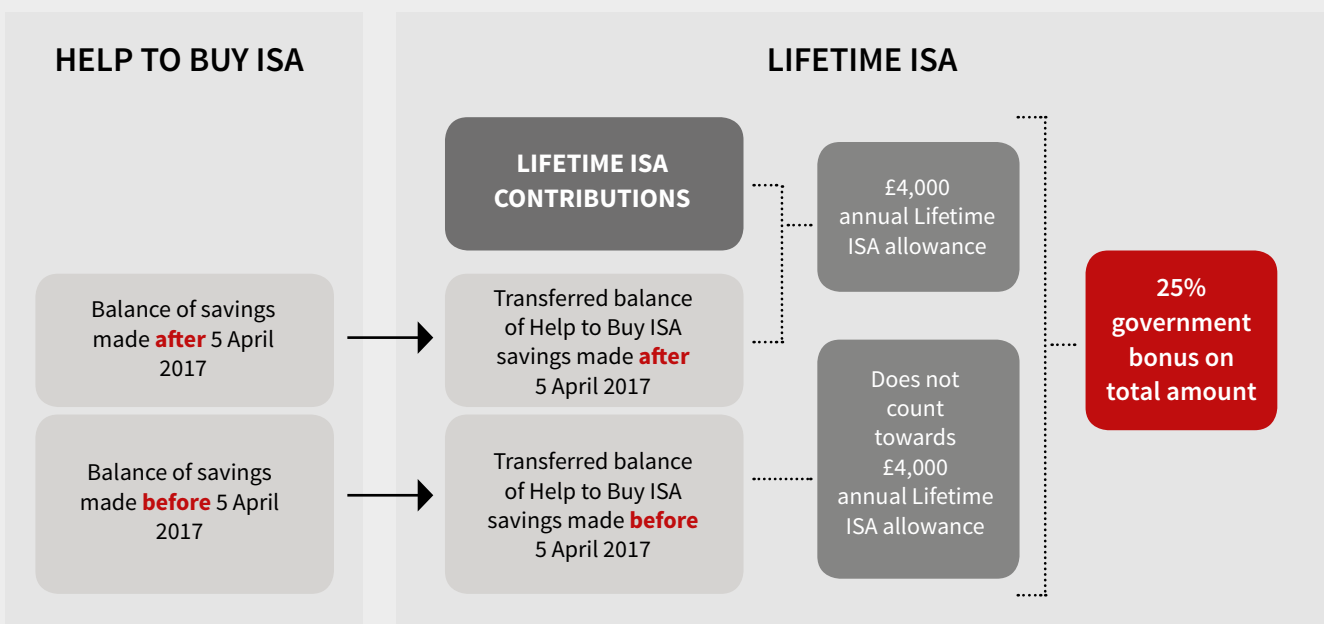 HELP TO BUY ISA
LIFETIME ISA
LIFETIME ISA
CONTRIBUTIONS
£4,000
annual Lifetime
ISA allowance
Balance of savings
made after 5 April
2017
Transferred balance
of Help to Buy ISA
savings made after
5 April 2017
25%
government
bonus on
total amount
Balance of savings
made before 5 April
2017
Transferred balance
of Help to Buy ISA
savings made before
5 April 2017
Does not
count
towards
£4,000
annual Lifetime
ISA allowance